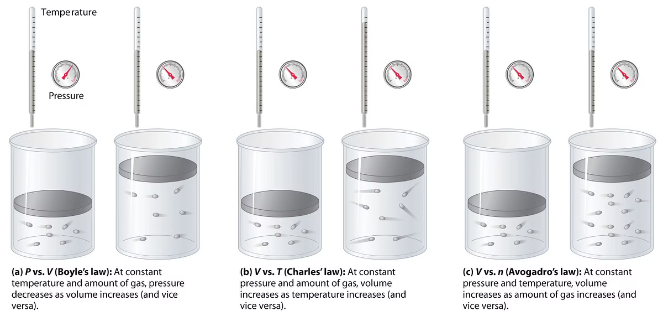 Temperature
Pressure
(a) P vs. V (Boyle's law): At constant
temperature and amount of gas, pressure
decreases as volume increases (and vice
versa).
(b) V vs. T (Charles' law): At constant
pressure and amount of gas, volume
increases as temperature increases (and
vice versa).
(c) V vs. n (Avogadro's law): At constant
pressure and temperature, volume
increases as amount of gas increases (and
vice versa).